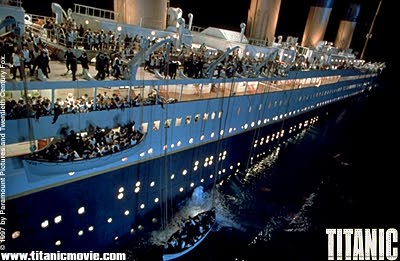 © 1997 by Paramount Pictures and Twentieth Century Fox.
www.titanicmovie.com
TITANIC